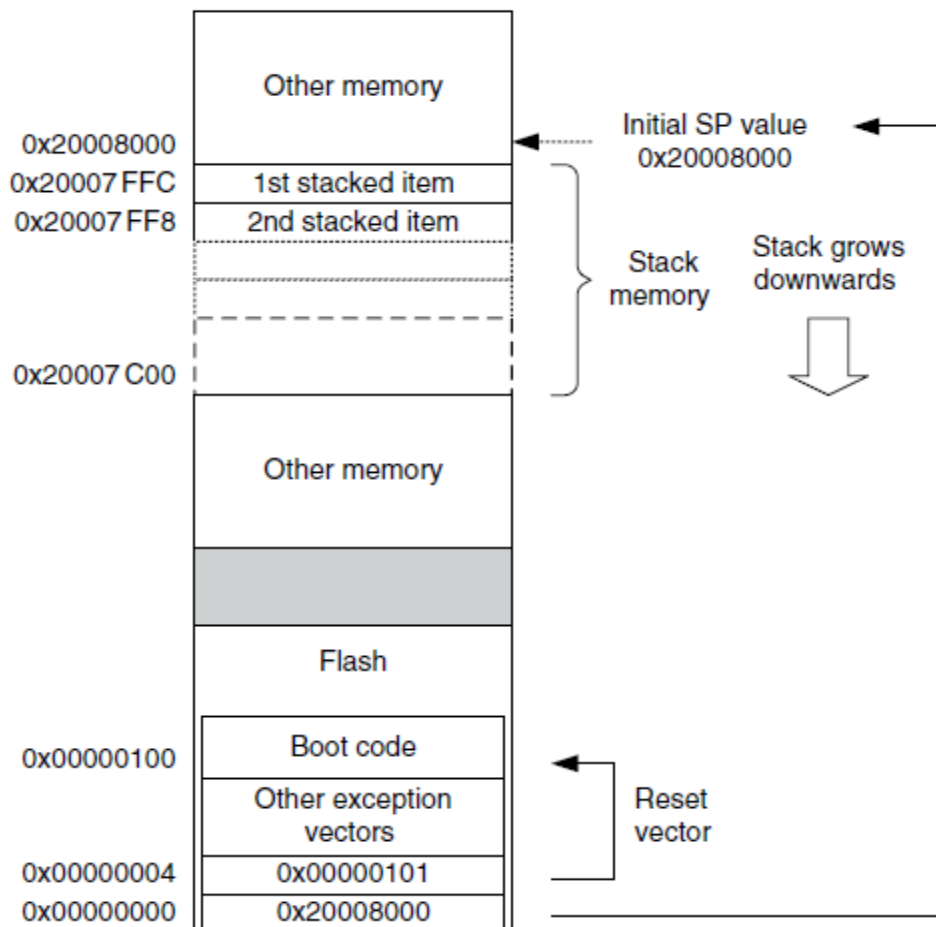 Other memory
Initial SP value
0x20008000
0x20008000
0x20007FFC
1st stacked item
0x20007FF8
2nd stacked item
Stack
memory
Stack grows
downwards
0x20007C00
Other memory
Flash
0x00000100
Boot code
Other exception
vectors
Reset
vector
0x00000004
0x00000101
0x00000000
0x20008000